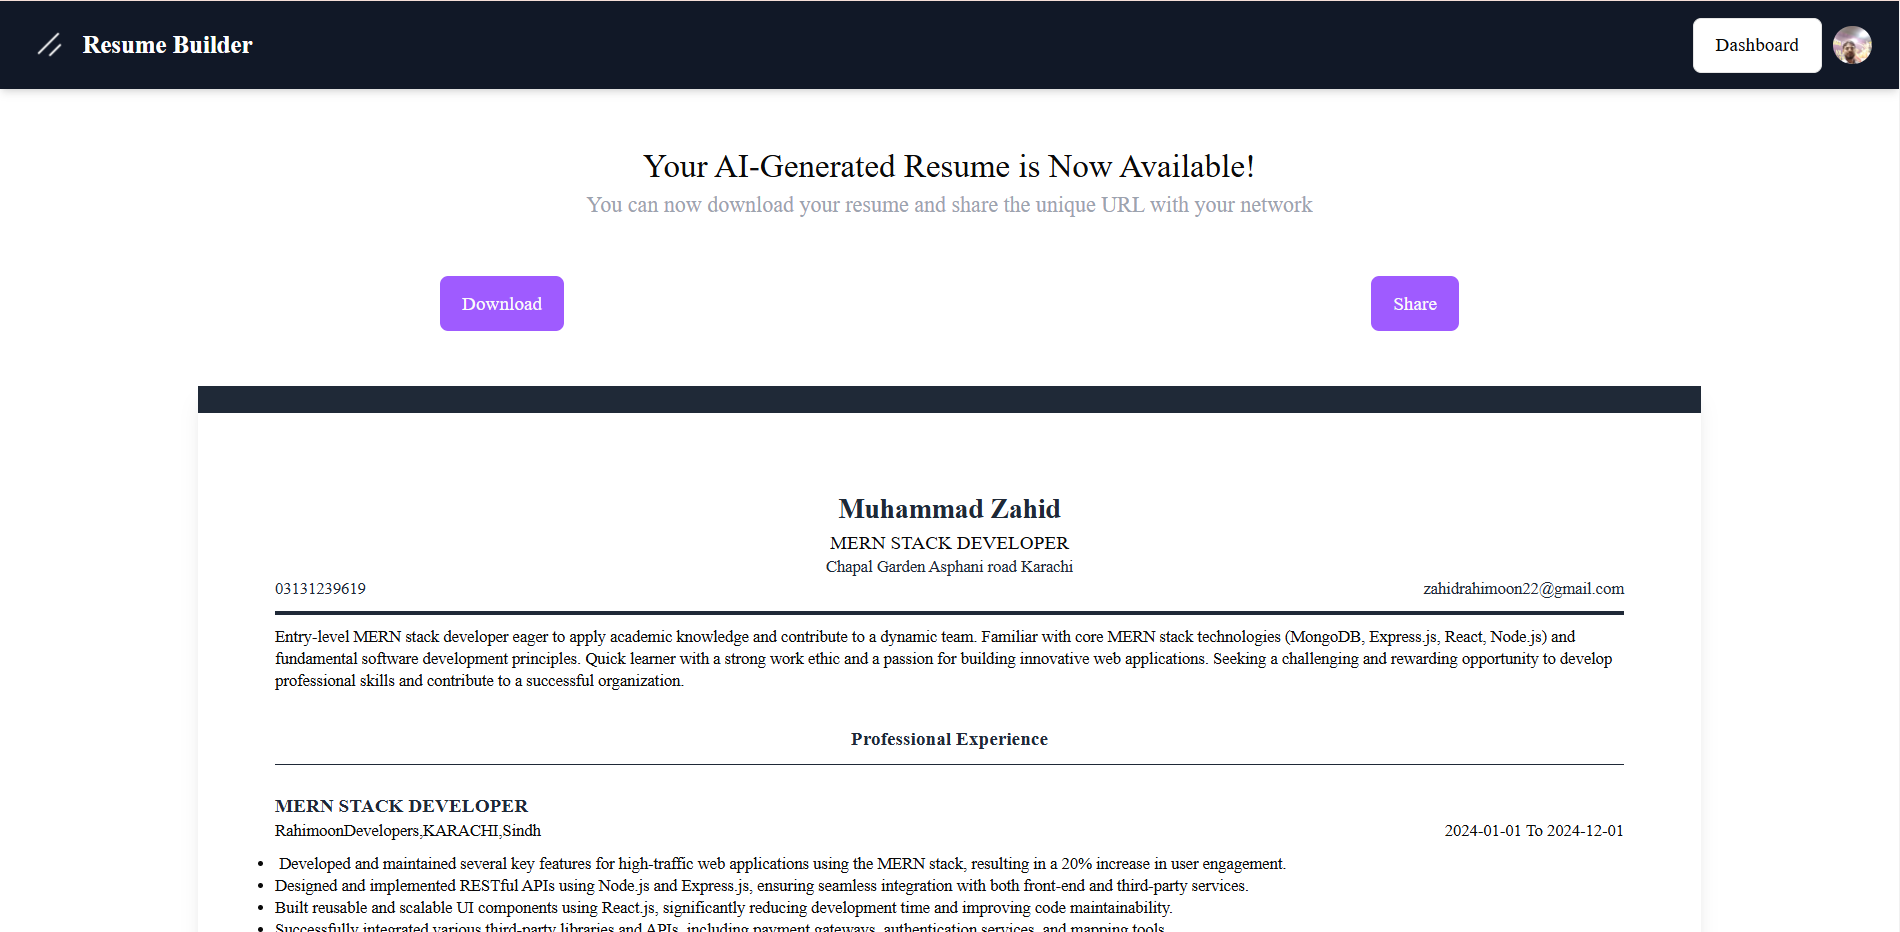 Resume Builder
Dashboard
Your AI-Generated Resume is Now Available!
You can now download your resume and share the unique URL with your network
Download
Share
Muhammad Zahid
MERN STACK DEVELOPER
Chapal Garden Asphani road Karachi
03131239619
zahidrahimoon22@gmail.com
Entry-level MERN stack developer eager to apply academic knowledge and contribute to a dynamic team. Familiar with core MERN stack technologies (MongoDB, Express.js, React, Node.js) and
fundamental software development principles. Quick learner with a strong work ethic and a passion for building innovative web applications. Seeking a challenging and rewarding opportunity to develop
professional skills and contribute to a successful organization.
Professional Experience
MERN STACK DEVELOPER
RahimoonDevelopers,KARACHI,Sindh
2024-01-01 To 2024-12-01
• Developed and maintained several key features for high-traffic web applications using the MERN stack, resulting in a 20% increase in user engagement.
• Designed and implemented RESTful APIs using Node.js and Express.js, ensuring seamless integration with both front-end and third-party services.
• Built reusable and scalable UI components using React.js, significantly reducing development time and improving code maintainability.
• Successfully integrated various third-party libraries and APIs, including payment gateways, authentication services, and mapping tools.